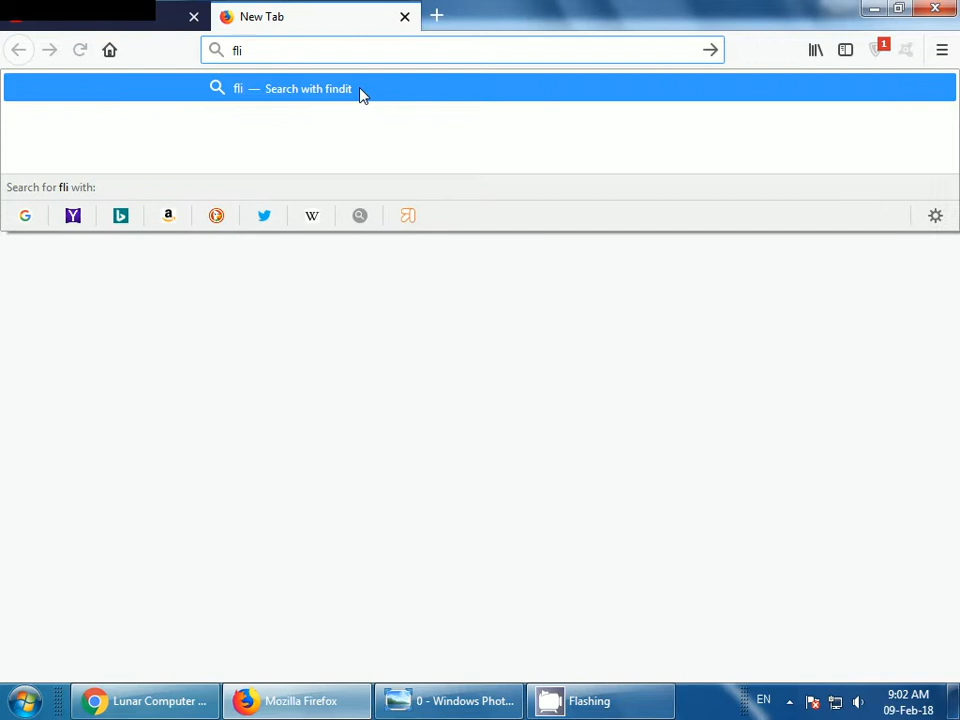 New Tab
fli
1
fli — Search with findit
Search for fli with:
Lunar Computer ...
Mozilla Firefox
0 - Windows Phot...
Flashing
EN
9:02 AM
09-Feb-18